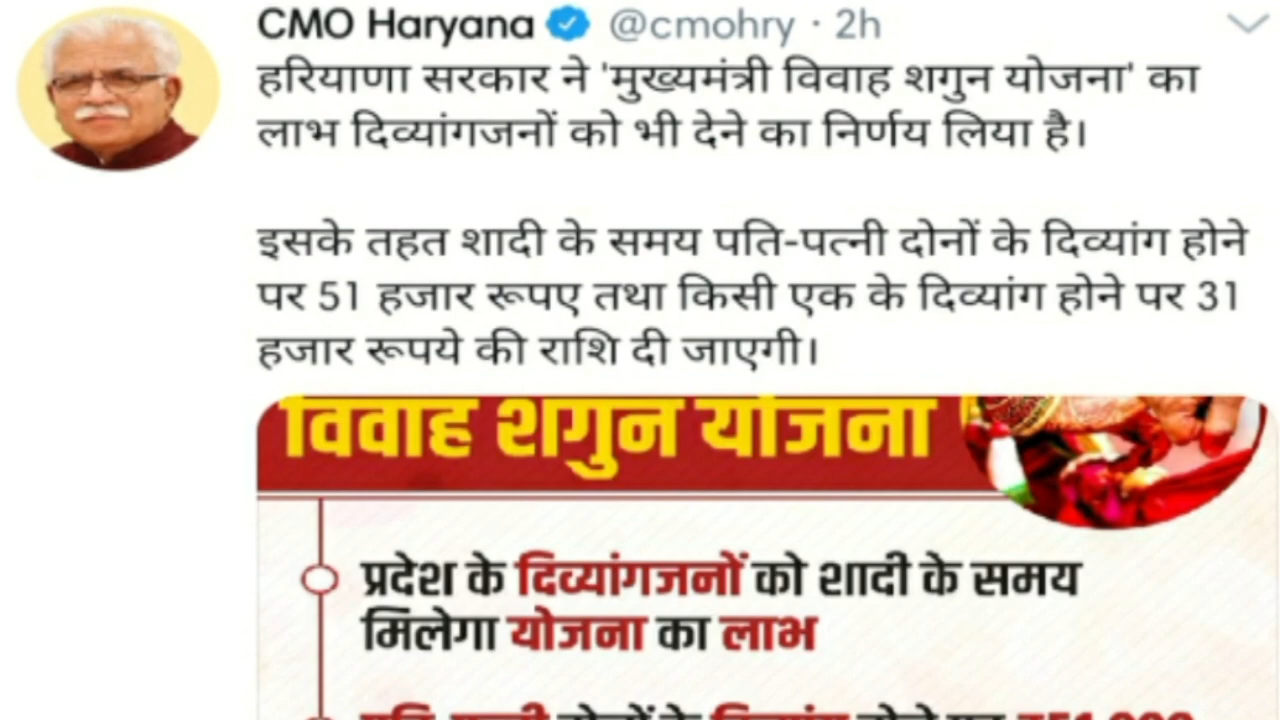 CMO Haryana @cmohry · 2h
हरियाणा सरकार ने 'मुख्यमंत्री विवाह शगुन योजना' का
लाभ दिव्यांगजनों को भी देने का निर्णय लिया है।
इसके तहत शादी के समय पति-पत्नी दोनों के दिव्यांग होने
पर 51 हजार रूपए तथा किसी एक के दिव्यांग होने पर 31
हजार रूपये की राशि दी जाएगी।
विवाह शगुन योजना
प्रदेश के दिव्यांगजनों को शादी के समय
मिलेगा योजना का लाभ